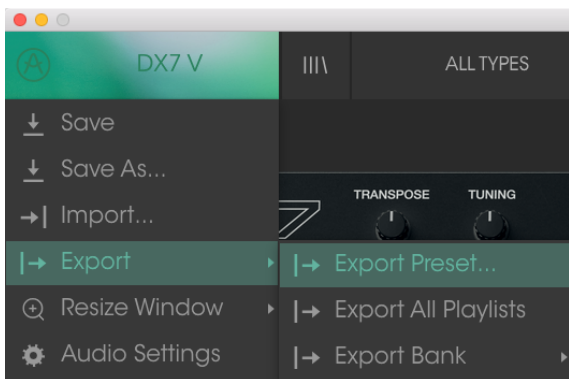 DX7 V
ALL TYPES
Save
Save As...
Import...
Export
Resize Window
Audio Settings
TRANSPOSE TUNING
7
Export Preset...
Export All Playlists
Export Bank